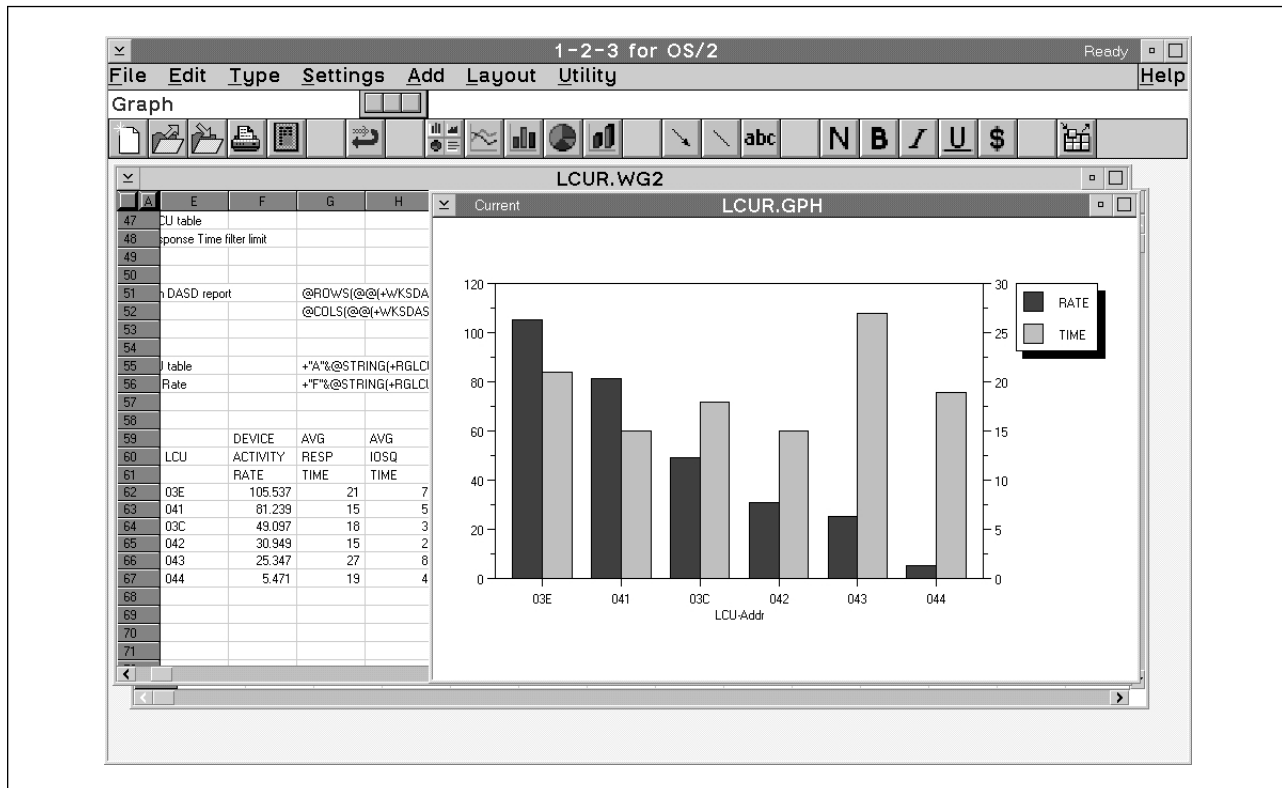 1-2-3 for OS/2 Ready
File Edit Type Settings Add Layout Utility Help
Graph
abc N B I U $
LCUR.WG2
A E F G H
47 CU table
48 sponse Time filter limit
49
50
51 n DASD report @ROWS(@@(+WKSDA
52 @COLS(@@(+WKSDAS
53
54
55 table +"A"&@STRING(+RGLCU
56 Rate +"F"&@STRING(+RGLCU
57
58
59 DEVICE AVG AVG
60 LCU ACTIVITY RESP IOSQ
61 RATE TIME TIME
62 03E 105.537 21 7
63 041 81.239 15 5
64 03C 49.097 18 3
65 042 30.949 15 2
66 043 25.347 27 8
67 044 5.471 19 4
68
69
70
71
Current LCUR.GPH
120 30
100 25
80 20
60 15
40 10
20 5
0 0
03E 041 03C 042 043 044
LCU-Addr
RATE
TIME